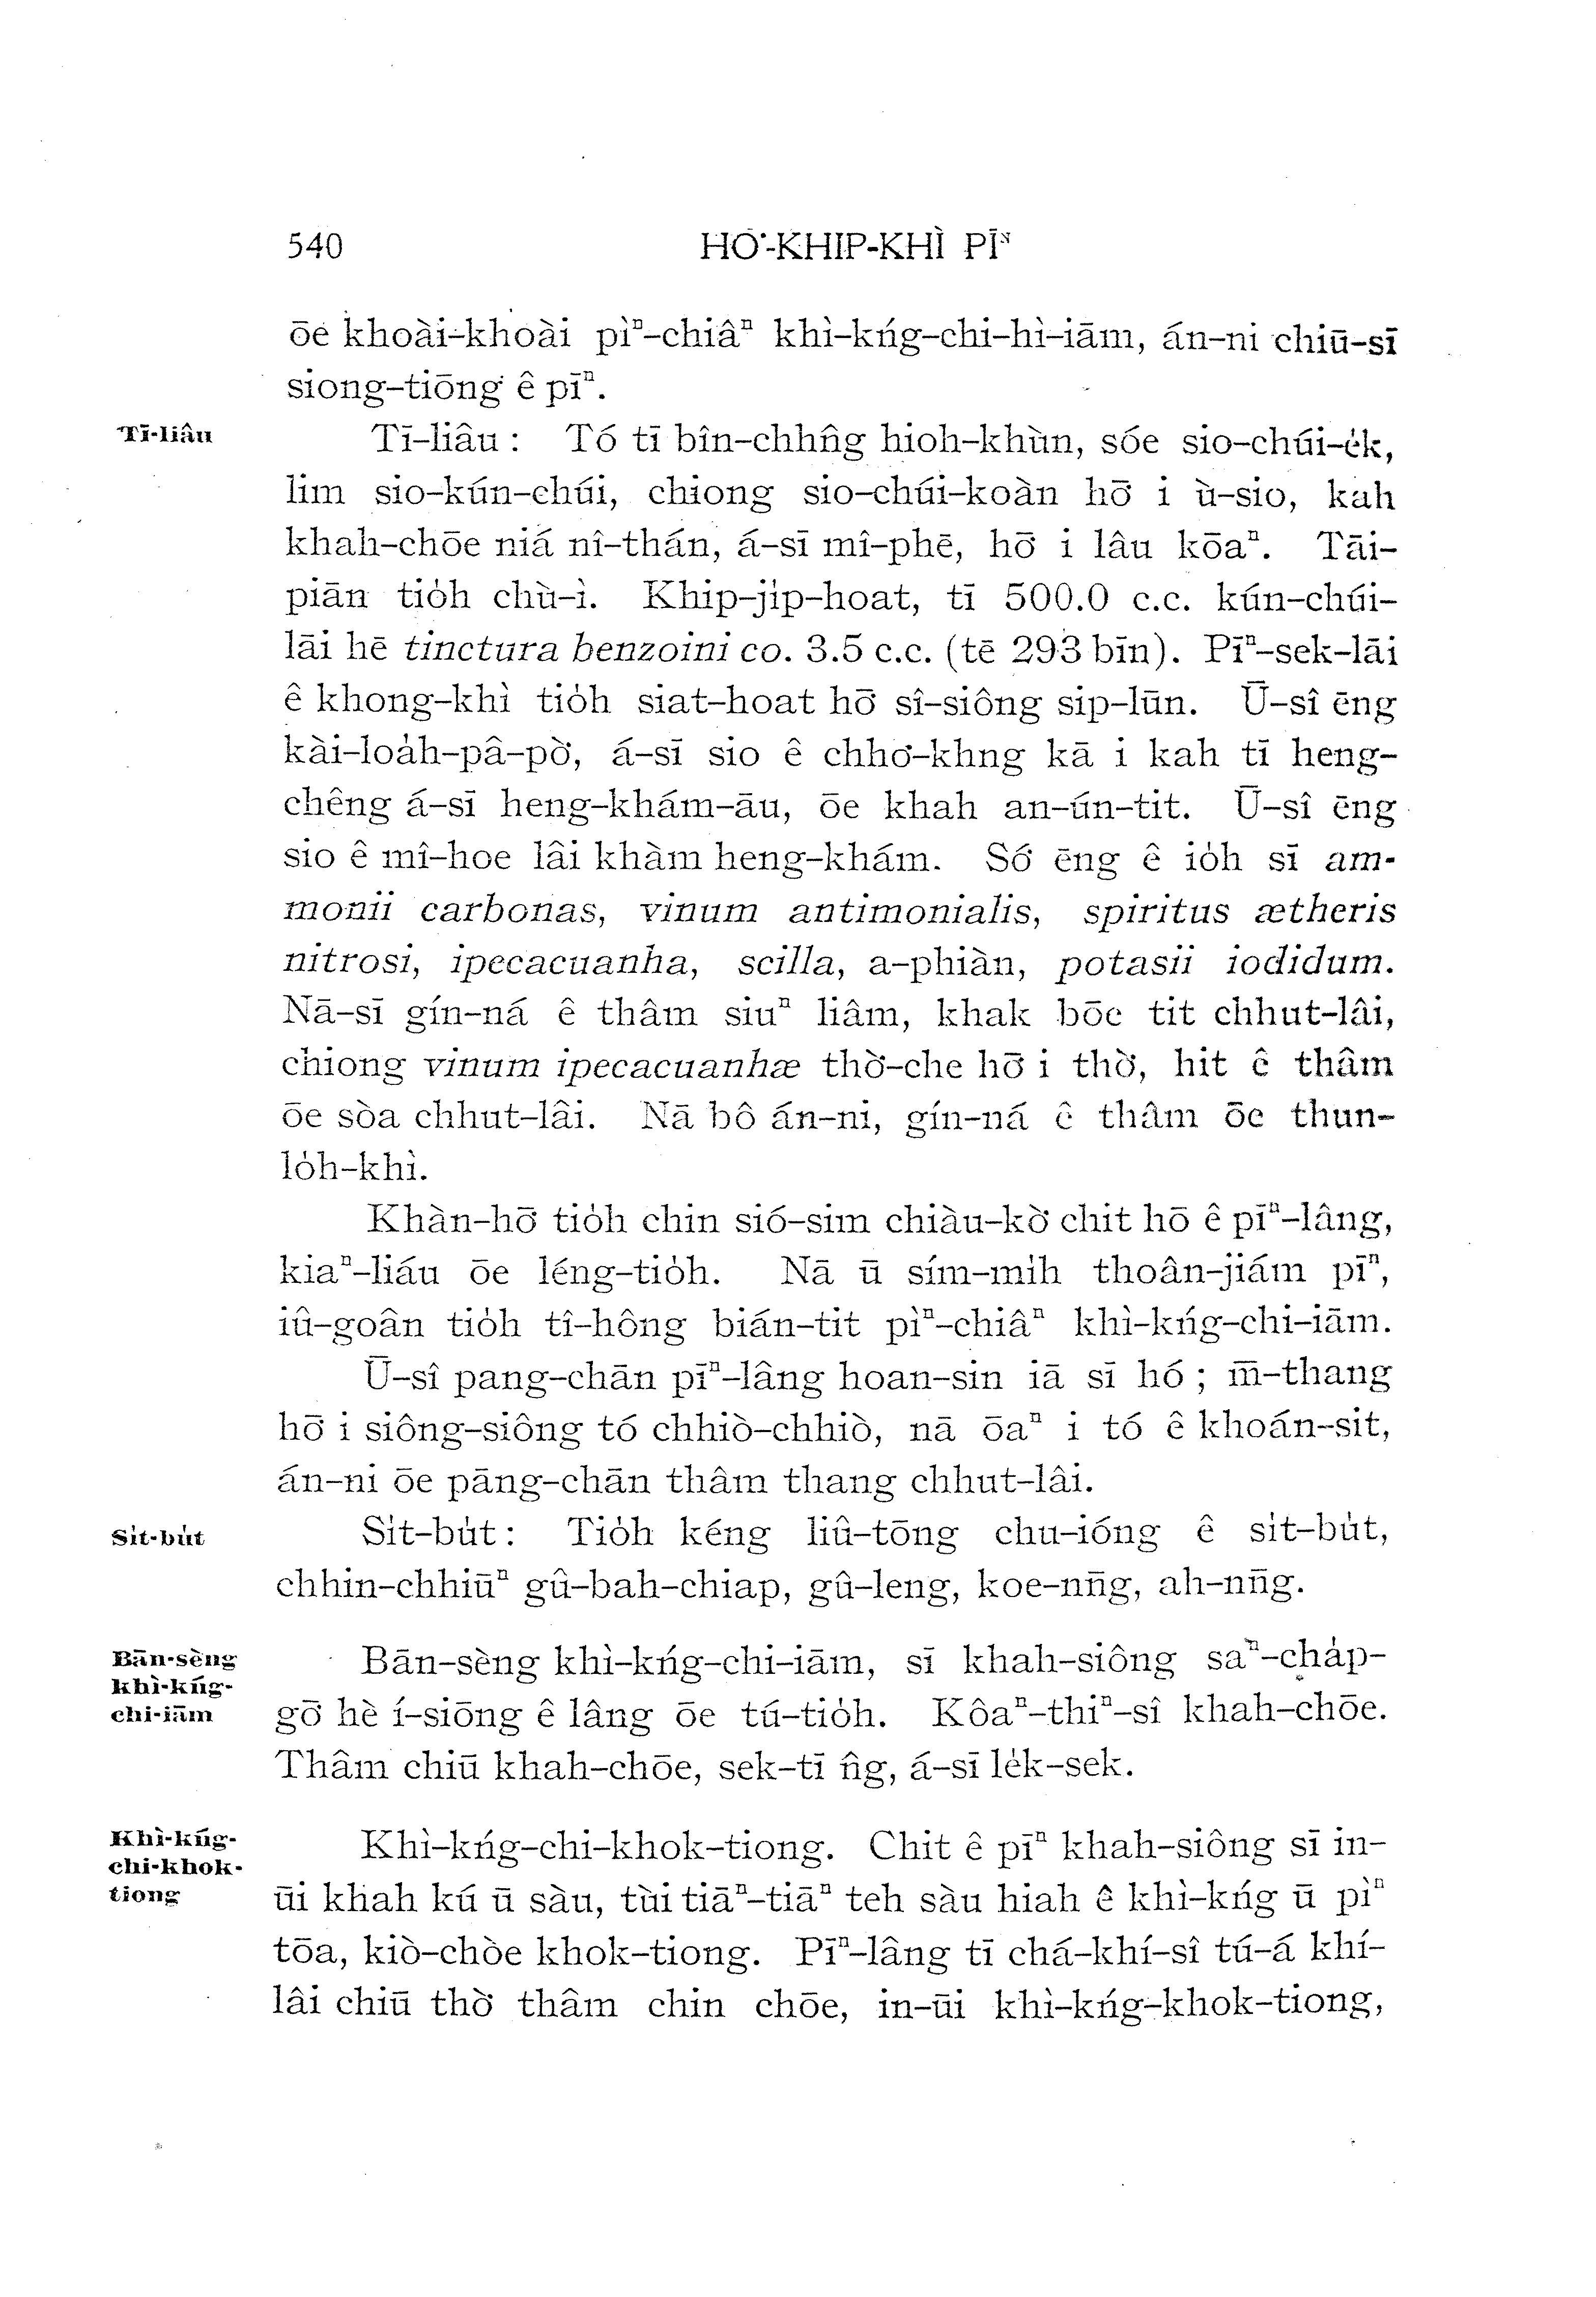 540 HO͘-KHIP-KHÌ PĪᴺ
ōe khoài-khoài pìⁿ-chiâⁿ khì-kńg-chi-hì-iām, án-ni chiū-sī
siong-tiōng ê pīⁿ.
Tī-liâu
Tī-liâu : Tó tī bîn-chhn̂g hioh-khùn, sóe sio-chúi-e̍k,
lim sio-kún-chúi, chiong sio-chúi-koàn hō͘ i ù-sio, kah
khah-chōe niá nî-thán, á-sī mî-phē, hō͘ i lâu kōaⁿ. Tāi-
piān tio̍h chù-ì. Khip-ji̍p-hoat, tī 500.0 c.c. kún-chúi-
lāi hē tinctura benzoini co. 3.5 c.c. (tē 293 bīn). Pīⁿ-sek-lāi
ê khong-khì tio̍h siat-hoat hō͘ sî-siông sip-lūn. Ū-sî ēng
kài-loa̍h-pâ-pò͘, á-sī sio ê chho͘-khng kā i kah tī heng-
chêng á-sī heng-khám-āu, ōe khah an-ún-tit. Ū-sî ēng
sio ê mî-hoe lâi khàm heng-khám. Só͘ ēng ê io̍h sī am-
monii carbonas, vinum antimonialis, spiritus ætheris
nitrosi, ipecacuanha, scilla, a-phiàn, potasii iodidum.
Nā-sī gín-ná ê thâm siuⁿ liâm, khak bōe tit chhut-lâi,
chiong vinum ipecacuanhæ thò͘-che hō͘ i thò͘, hit ê thâm
ōe sòa chhut-lâi. Nā bô án-ni, gín-ná ê thâm ōe thun-
lo̍h-khì.
Khàn-hō͘ tio̍h chin sió-sim chiàu-kò͘ chit hō ê pīⁿ-lâng,
kiaⁿ-liáu ōe léng-tio̍h. Nā ū sím-mi̍h thoân-jiám pīⁿ,
iû-goân tio̍h tî-hông bián-tit pìⁿ-chiâⁿ khì-kńg-chi-iām.
Ū-sî pang-chān pīⁿ-lâng hoan-sin iā sī hó ; m̄-thang
hō͘ i siông-siông tó chhiò-chhiò, nā ōaⁿ i tó ê khoán-sit,
án-ni ōe pāng-chān thâm thang chhut-lâi.
Si̍t-bu̍t
Si̍t-bu̍t : Tio̍h kéng liû-tōng chu-ióng ê si̍t-bu̍t,
chhin-chhiūⁿ gû-bah-chiap, gû-leng, koe-nn̄g, ah-nn̄g.
Bān-sèng
khì-kńg-
chi-iām
Bān-sèng khì-kńg-chi-iām, sī khah-siông saⁿ-cha̍p-
gō͘ hè í-siōng ê lâng ōe tú-tio̍h. Kôaⁿ-thiⁿ-sî khah-chōe.
Thâm chiū khah-chōe, sek-tī n̂g, á-sī le̍k-sek.
Khì-kńg-
chi-khok-
tiong
Khì-kńg-chi-khok-tiong. Chit ê pīⁿ khah-siông sī in-
ūi khah kú ū sàu, tùi tiāⁿ-tiāⁿ teh sàu hiah ê khì-kńg ū pìⁿ
tōa, kiò-chòe khok-tiong. Pīⁿ-lâng tī chá-khí-sî tú-á khí-
lâi chiū thò͘ thâm chin chōe, in-ūi khì-kńg-khok-tiong,